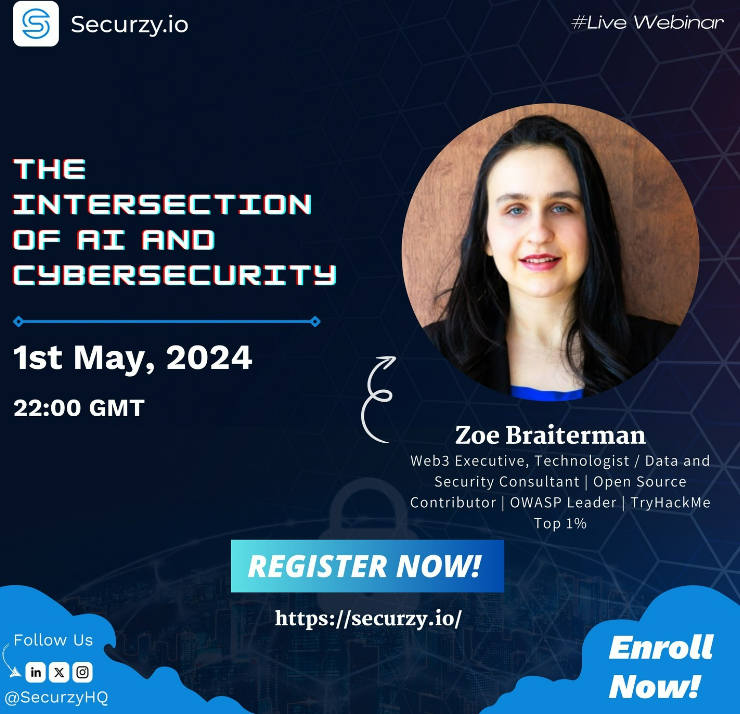 Securzy.io
#Live Webinar
THE
INTERSECTION
OF AI AND
CYBERSECURITY
1st May, 2024
22:00 GMT
Zoe Braiterman
Web3 Executive, Technologist / Data and
Security Consultant | Open Source
Contributor | OWASP Leader | TryHackMe
Top 1%
REGISTER NOW!
https://securzy.io/
Follow Us
in X
@SecurzyHQ
Enroll
Now!